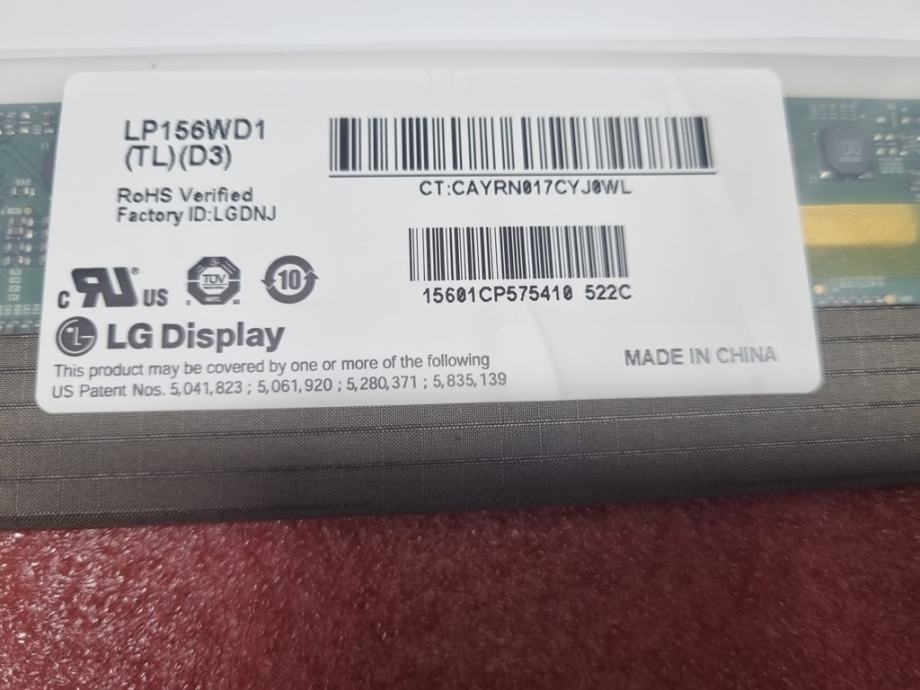 LP156WD1
(TL)(D3)
RoHS Verified
Factory ID:LGDNJ
CT:CAYRN017CYJ0WL
15601CP575410 522C
c RU US
TÜV
10
LG Display
MADE IN CHINA
This product may be covered by one or more of the following
US Patent Nos. 5,041,823 ; 5,061,920 ; 5,280,371 ; 5,835,139